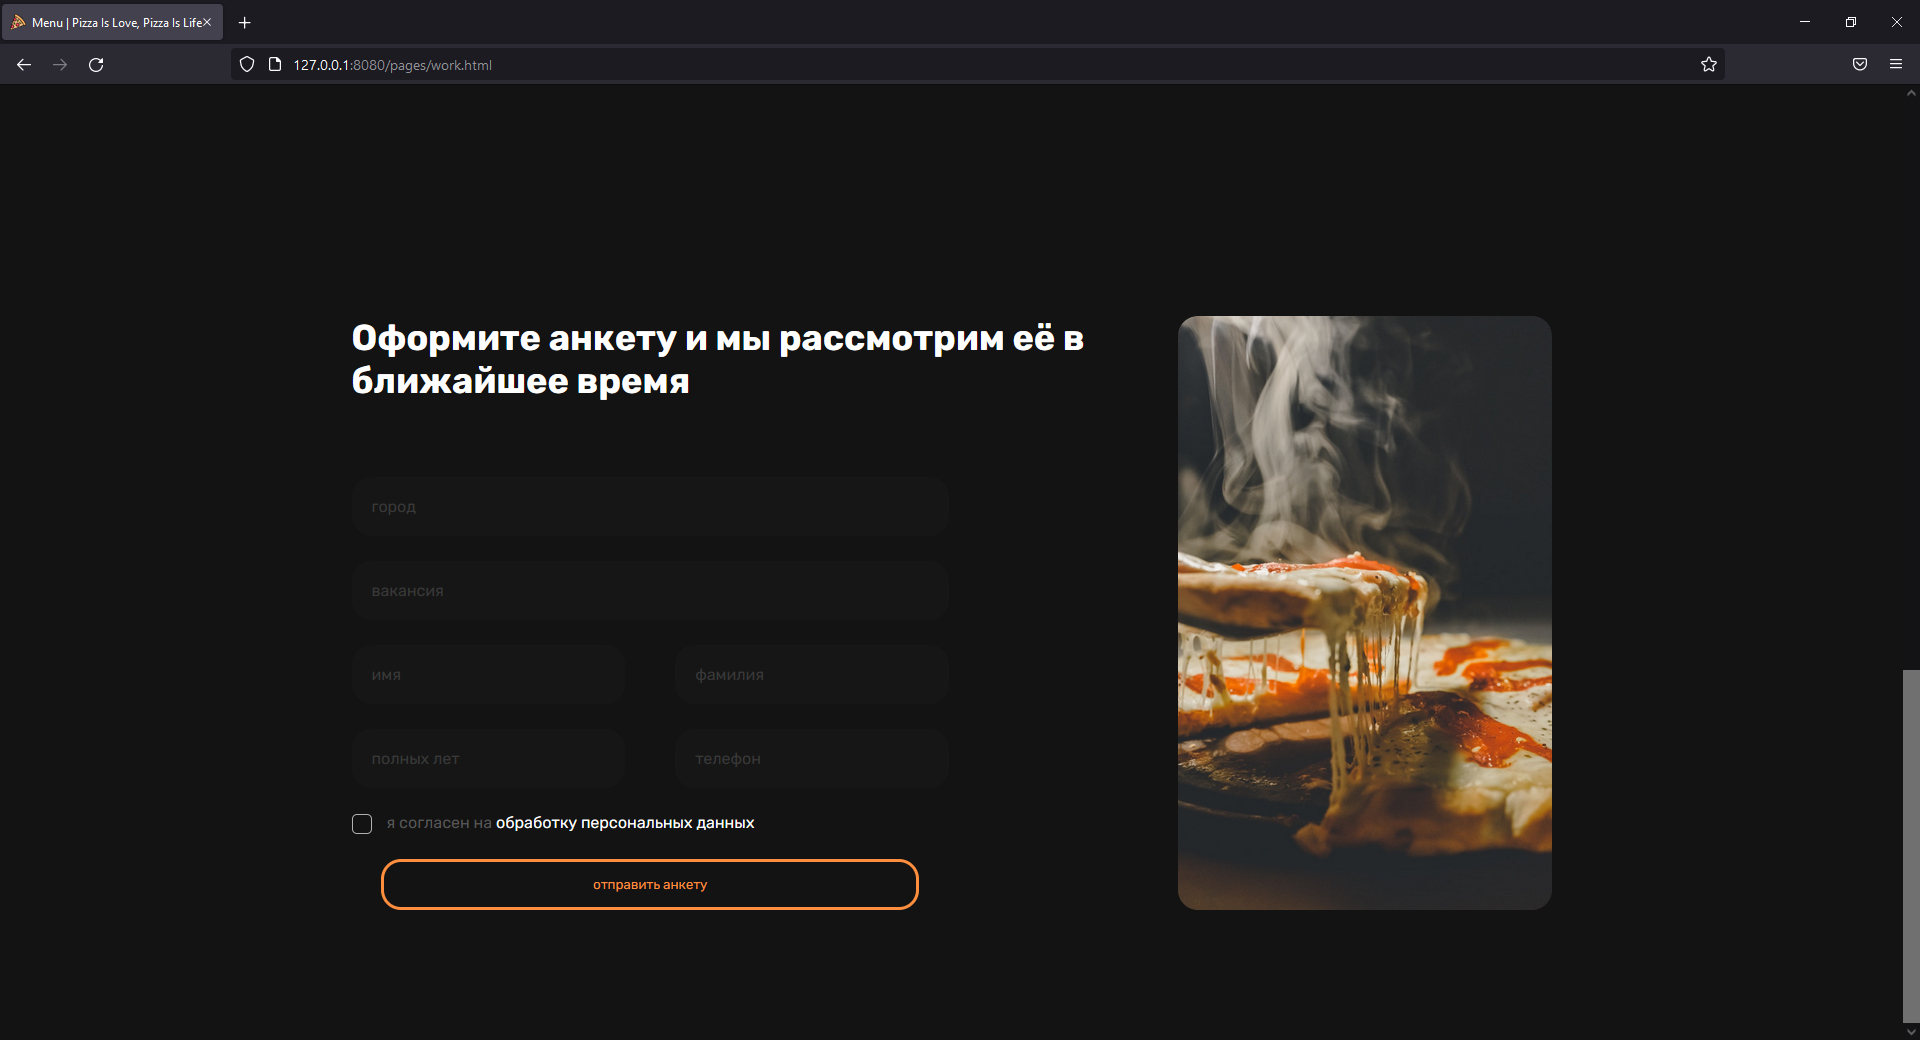 Menu | Pizza Is Love, Pizza Is Life
127.0.0.1:8080/pages/work.html
Оформите анкету и мы рассмотрим её в
ближайшее время
город
вакансия
имя
фамилия
полных лет
телефон
я согласен на обработку персональных данных
отправить анкету